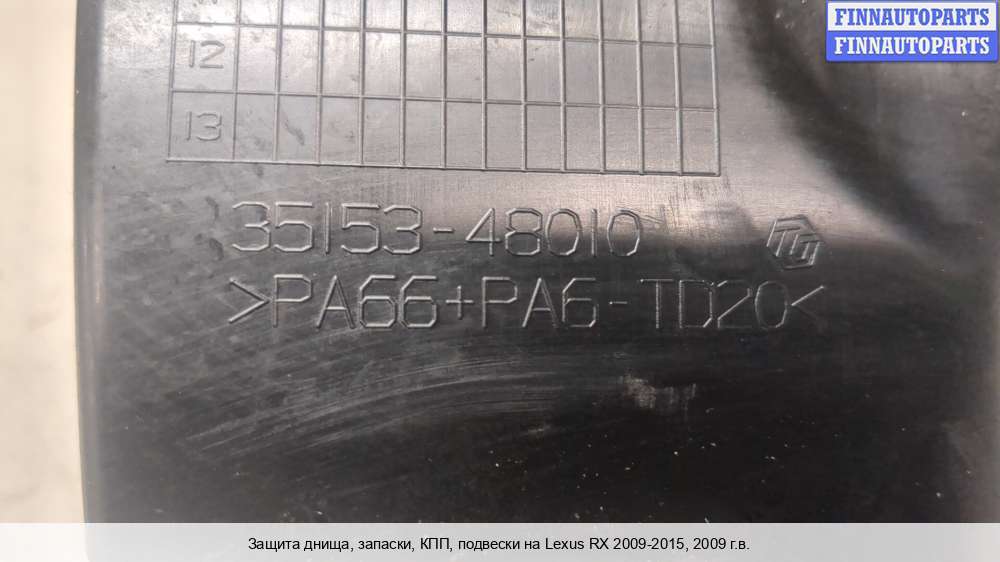 FINNAUTOPARTS
FINNAUTOPARTS
12
13
35153-48010
>PA66+PA6-TD20<
Защита днища, запаски, КПП, подвески на Lexus RX 2009-2015, 2009 г.в.